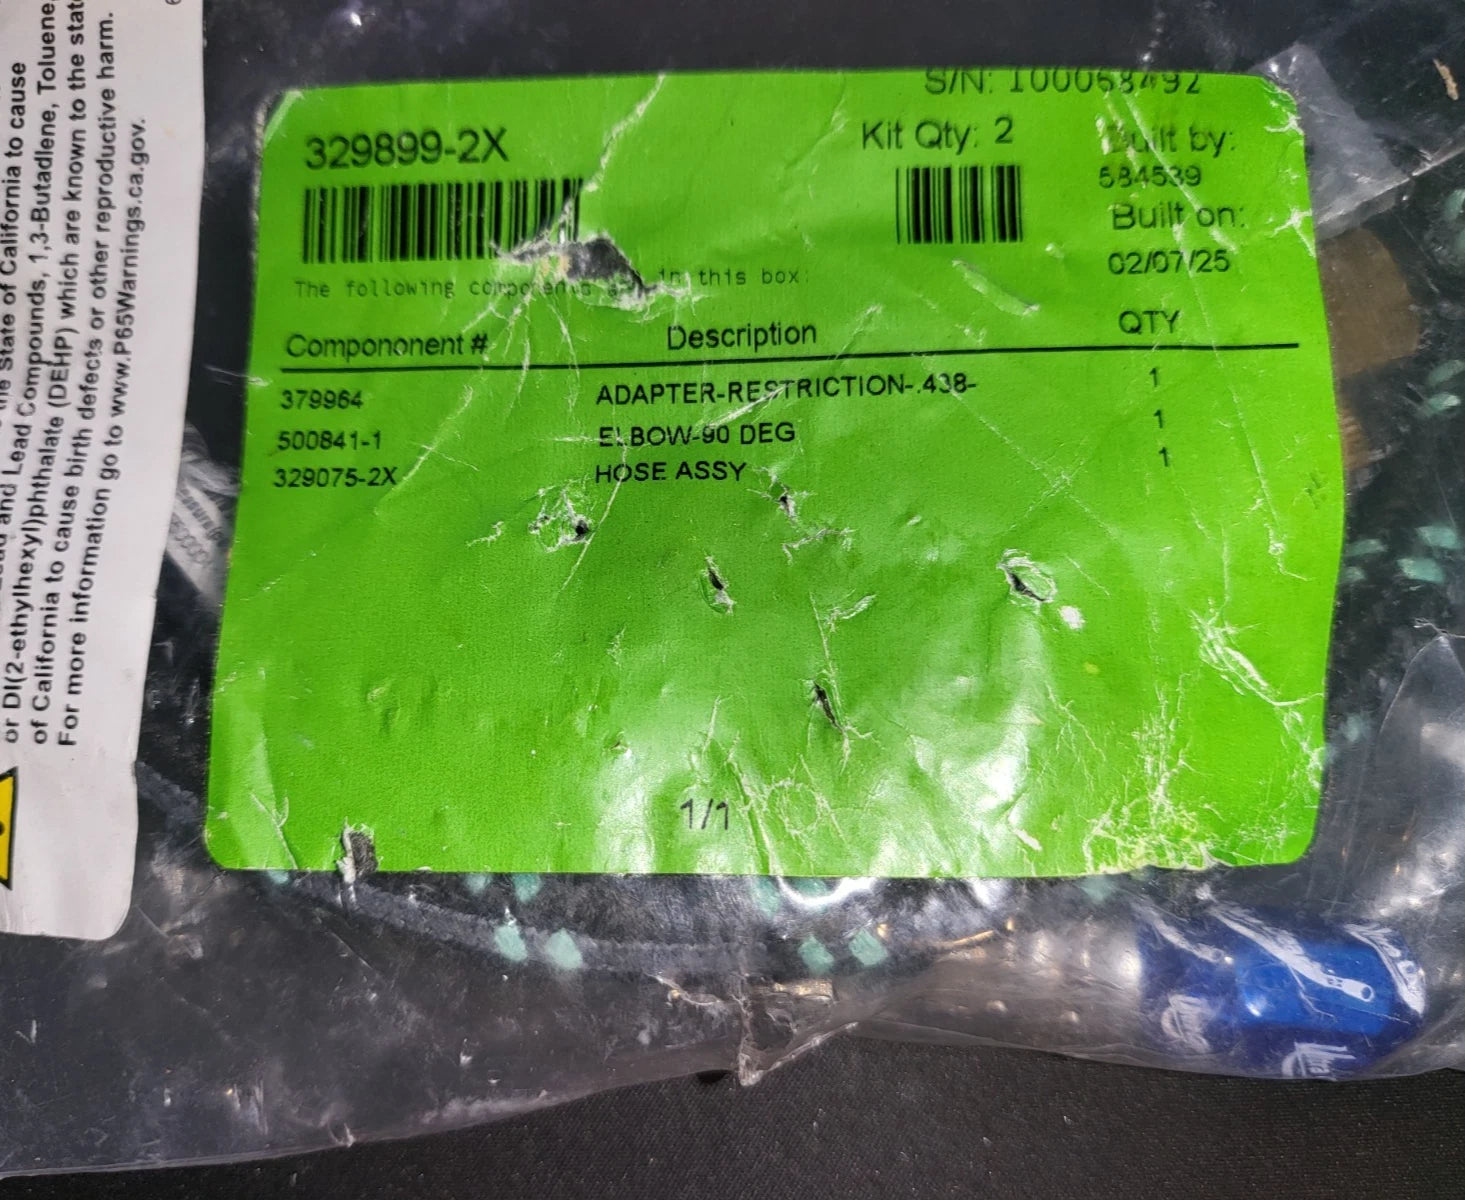 S/N: 100068492
329899-2X
Kit Qty: 2
Built by:
584539
Built on:
02/07/25
The following components are in this box:
Compononent #
Description
QTY
379964
ADAPTER-RESTRICTION-.438-
1
500841-1
ELBOW-90 DEG
1
329075-2X
HOSE ASSY
1
1/1
State of California to cause
and Lead Compounds, 1,3-Butadiene, Toluene,
or DI(2-ethylhexyl)phthalate (DEHP) which are known to the state
of California to cause birth defects or other reproductive harm.
For more information go to www.P65Warnings.ca.gov.